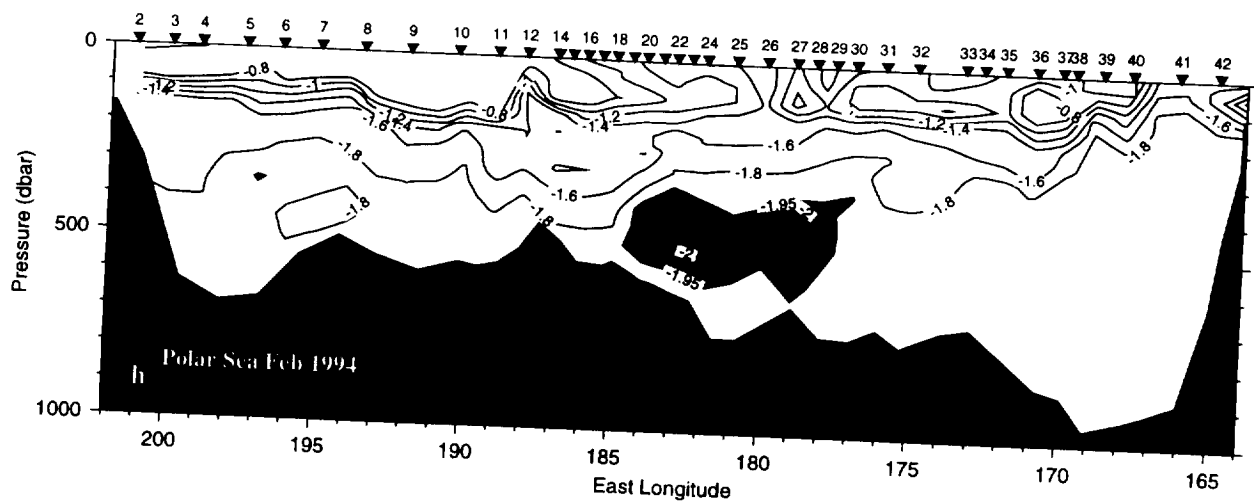 2 3 4 5 6 7 8 9 10 11 12 14 16 18 20 22 24 25 26 27 28 29 30 31 32 33 34 35 36 37 38 39 40 41 42
0
500
1000
Pressure (dbar)
-0.8 -1 -1.2 -1.4
-1.2 -1.4 -1.6 -0.8
-1.2 -1.4
-1.2 -1.4
-1 -0.8
-1.8 -1.6 -1.6 -1.8
-1.8 -1.6 -1.8 -1.6 -1.8
-1.8 -1.95 -2
-2
-1.95
Polar Sea Feb 1994
h
200 195 190 185 180 175 170 165
East Longitude